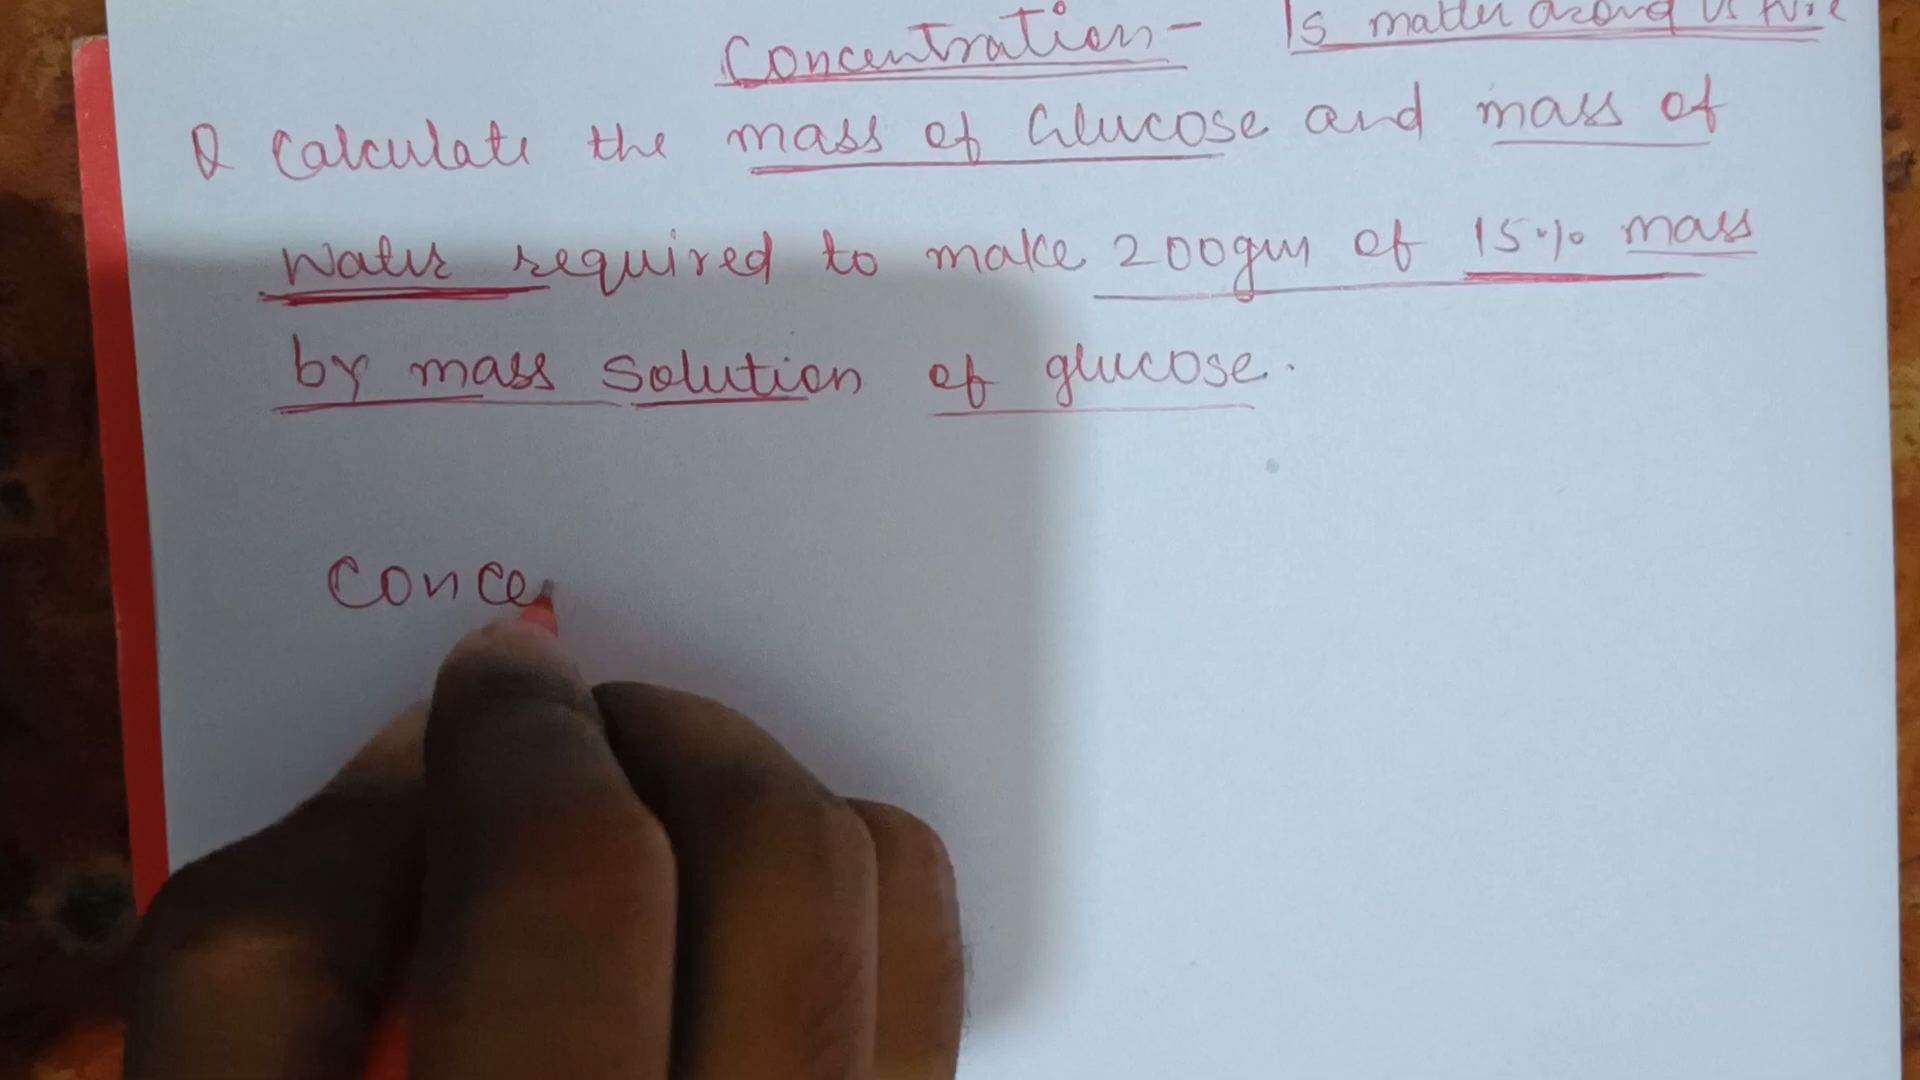 Concentration- Is matter around us Pure
Q Calculate the mass of Glucose and mass of
Water required to make 200gm of 15% mass
by mass solution of glucose.
Conce